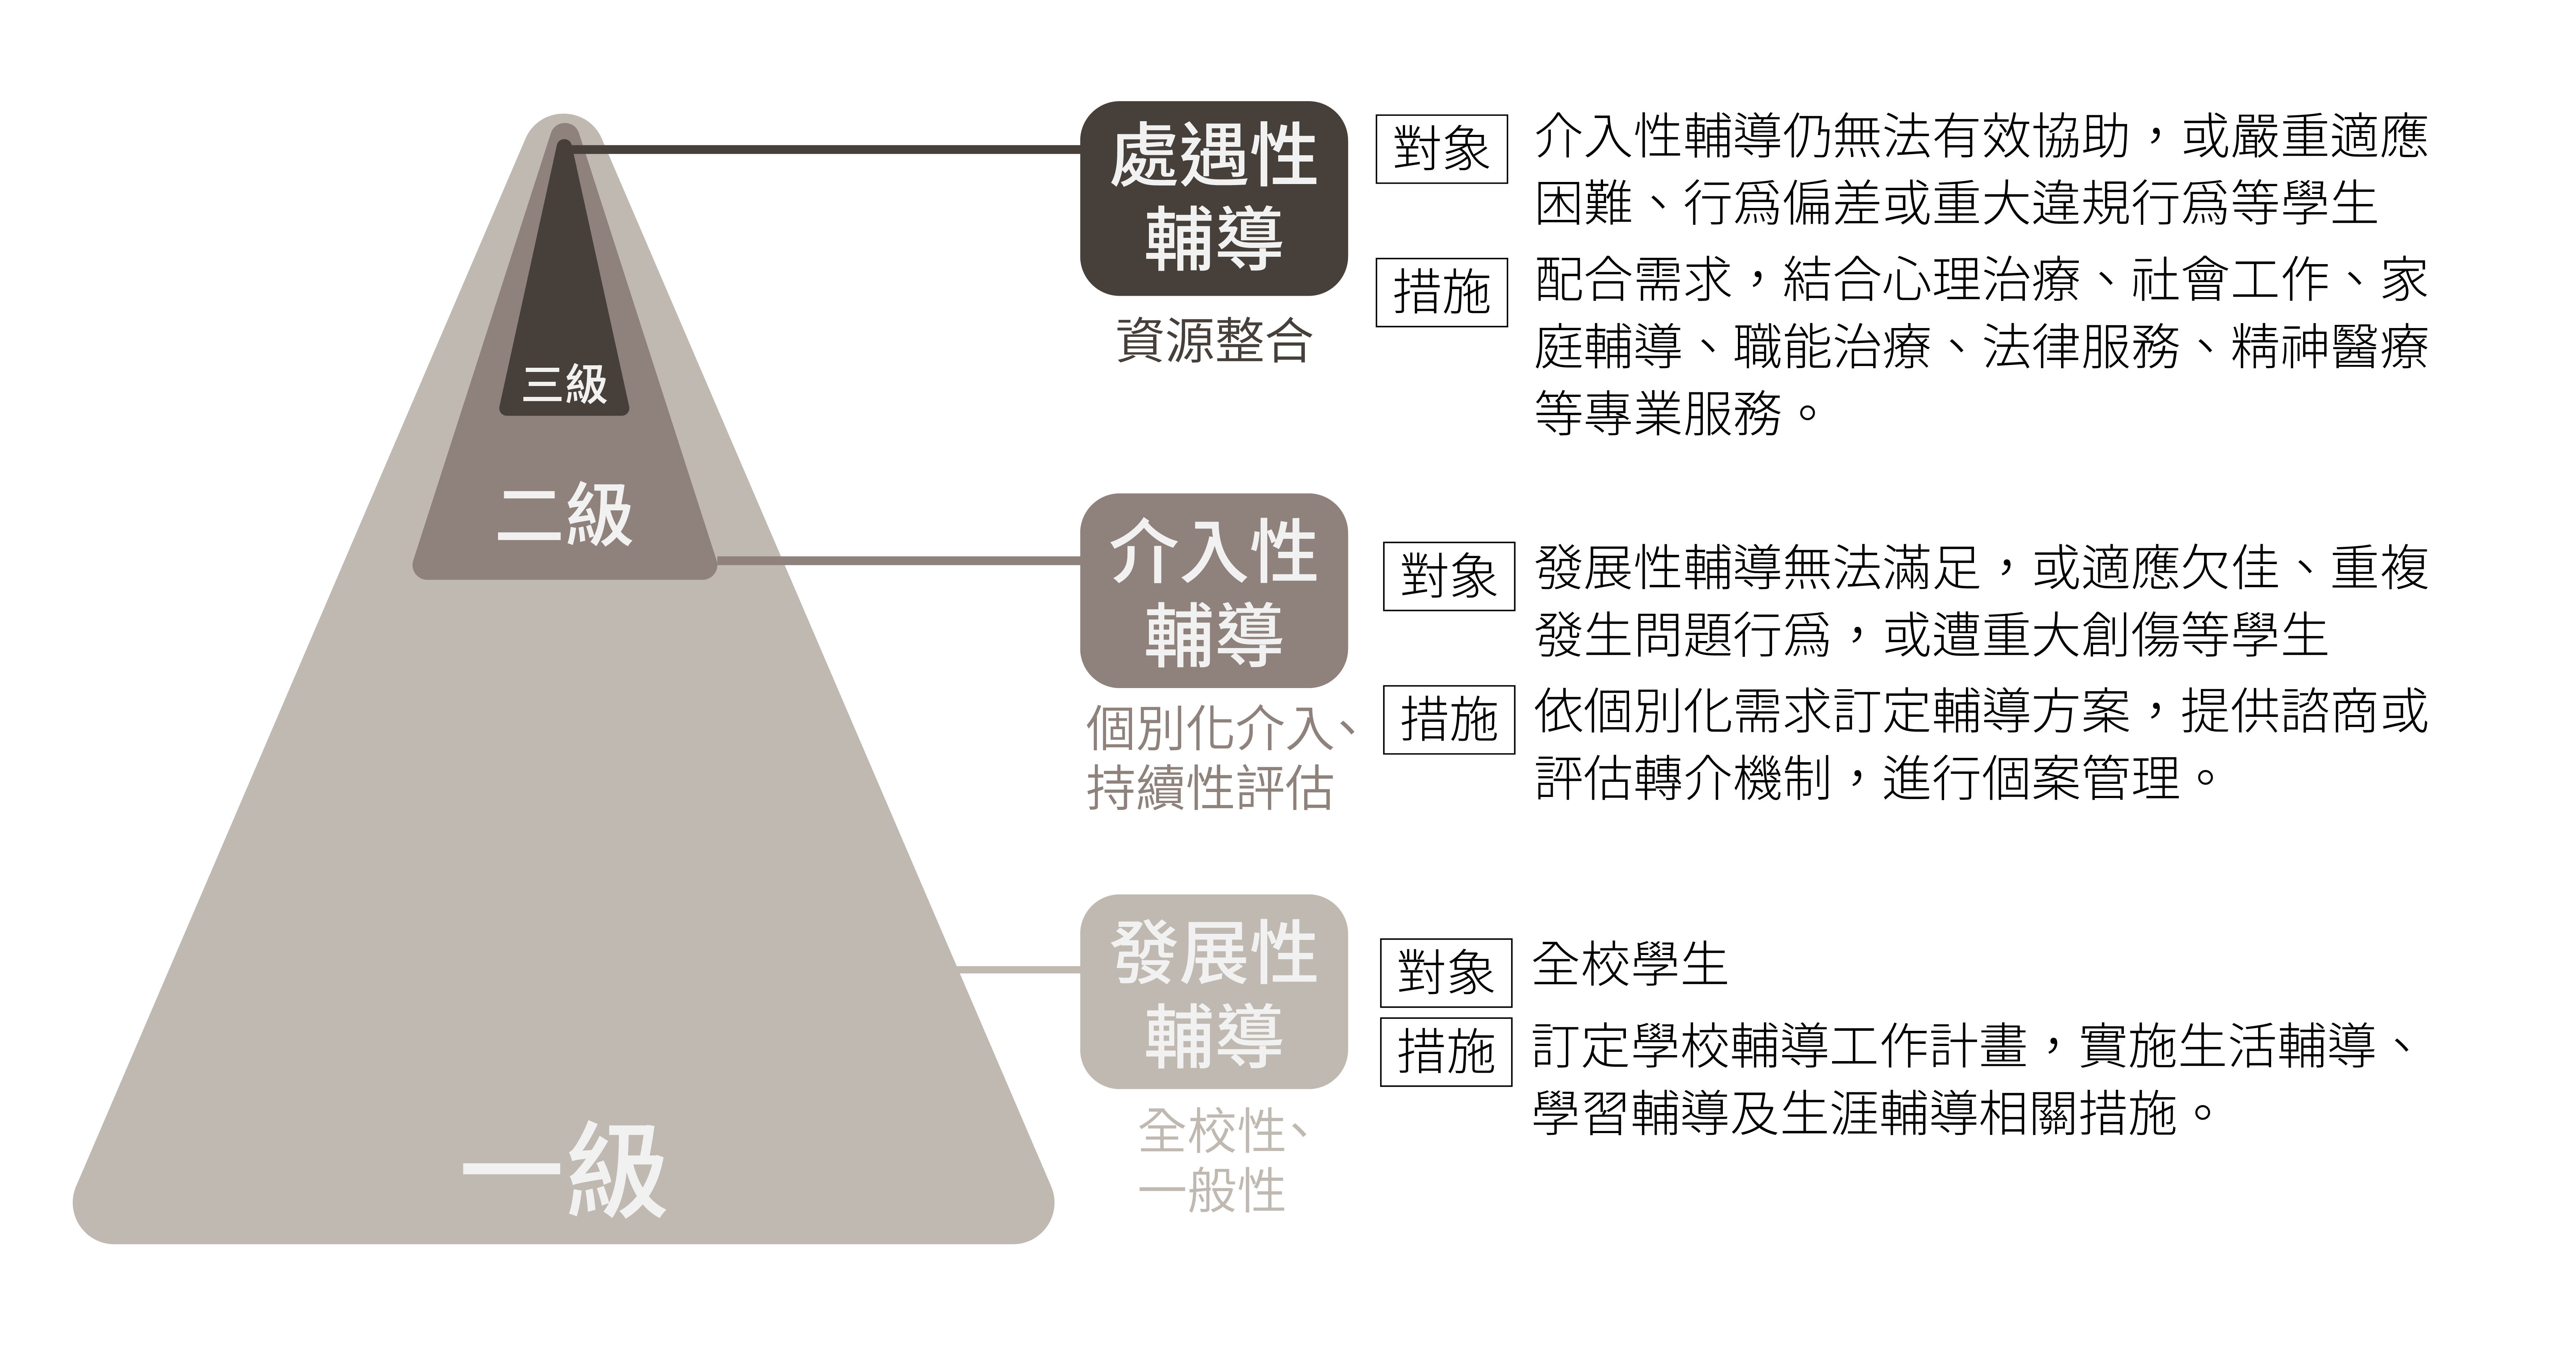 三級
二級
一級
處遇性
輔導
資源整合
對象
介入性輔導仍無法有效協助，或嚴重適應
困難、行爲偏差或重大違規行爲等學生
措施
配合需求，結合心理治療、社會工作、家
庭輔導、職能治療、法律服務、精神醫療
等專業服務。
介入性
輔導
個別化介入、
持續性評估
對象
發展性輔導無法滿足，或適應欠佳、重複
發生問題行爲，或遭重大創傷等學生
措施
依個別化需求訂定輔導方案，提供諮商或
評估轉介機制，進行個案管理。
發展性
輔導
全校性、
一般性
對象
全校學生
措施
訂定學校輔導工作計畫，實施生活輔導、
學習輔導及生涯輔導相關措施。